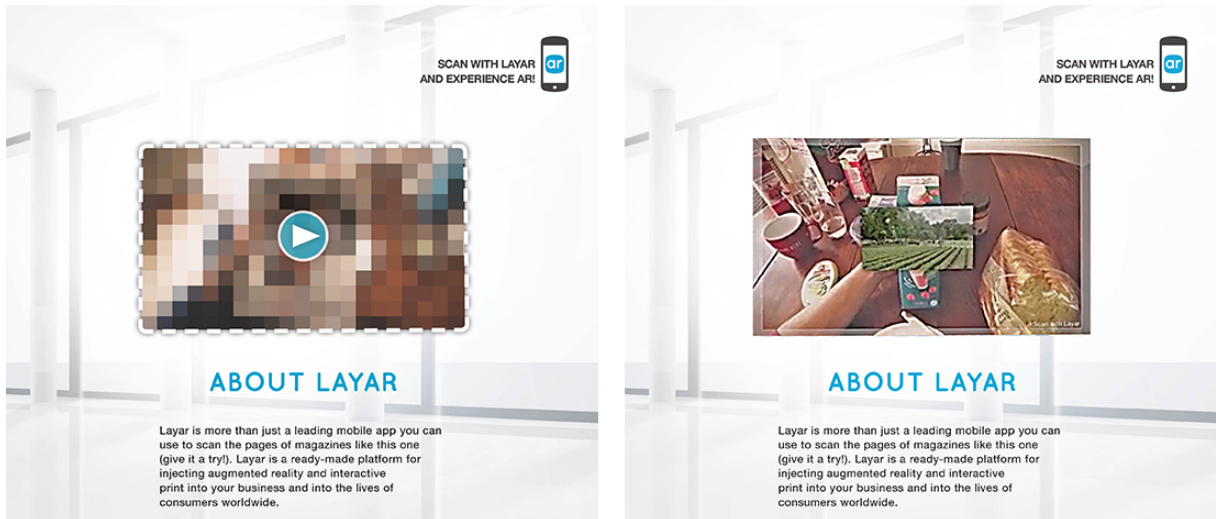 SCAN WITH LAYAR
AND EXPERIENCE AR!
ar
ABOUT LAYAR
Layar is more than just a leading mobile app you can
use to scan the pages of magazines like this one
(give it a try!). Layar is a ready-made platform for
injecting augmented reality and interactive
print into your business and into the lives of
consumers worldwide.
SCAN WITH LAYAR
AND EXPERIENCE AR!
ar
Scan with Layar
ABOUT LAYAR
Layar is more than just a leading mobile app you can
use to scan the pages of magazines like this one
(give it a try!). Layar is a ready-made platform for
injecting augmented reality and interactive
print into your business and into the lives of
consumers worldwide.